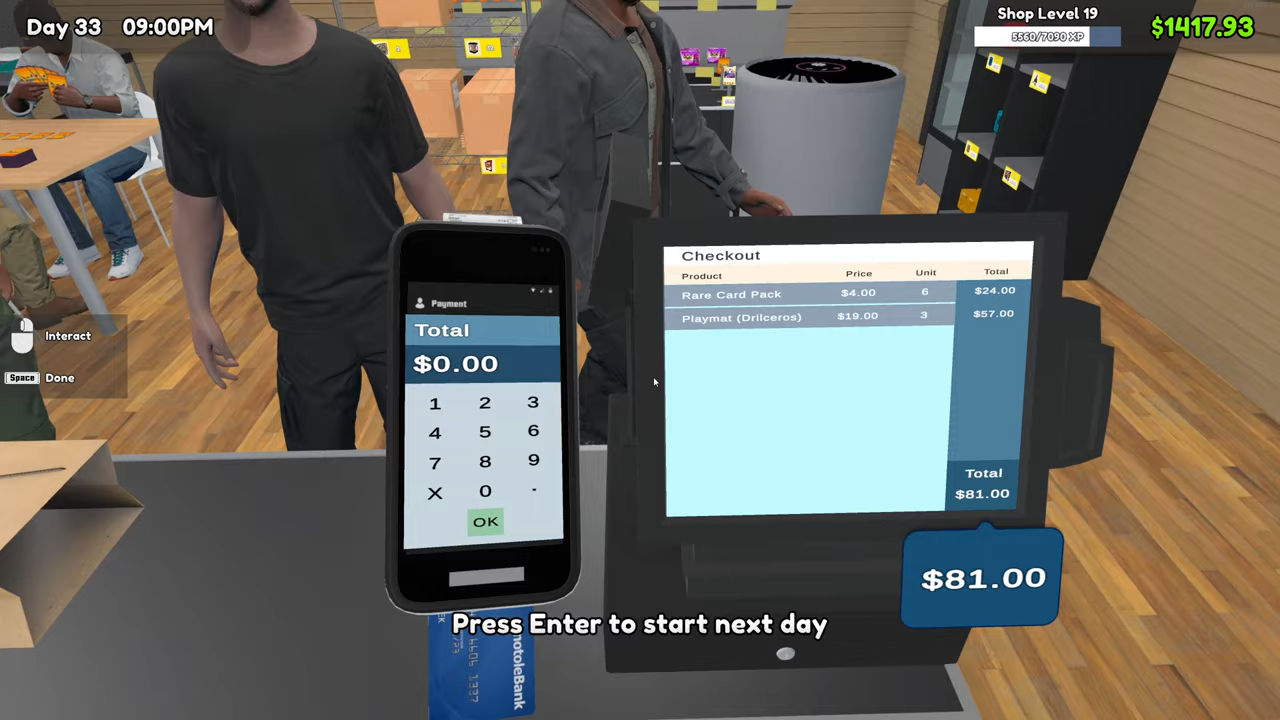 Day 33 09:00PM
Shop Level 19
5560/7090 XP
$1417.93
Interact
Space Done
Payment
Total
$0.00
1 2 3
4 5 6
7 8 9
X 0 .
OK
Checkout
Product Price Unit Total
Rare Card Pack $4.00 6 $24.00
Playmat (Drilceros) $19.00 3 $57.00
Total
$81.00
$81.00
Press Enter to start next day
motoleBank